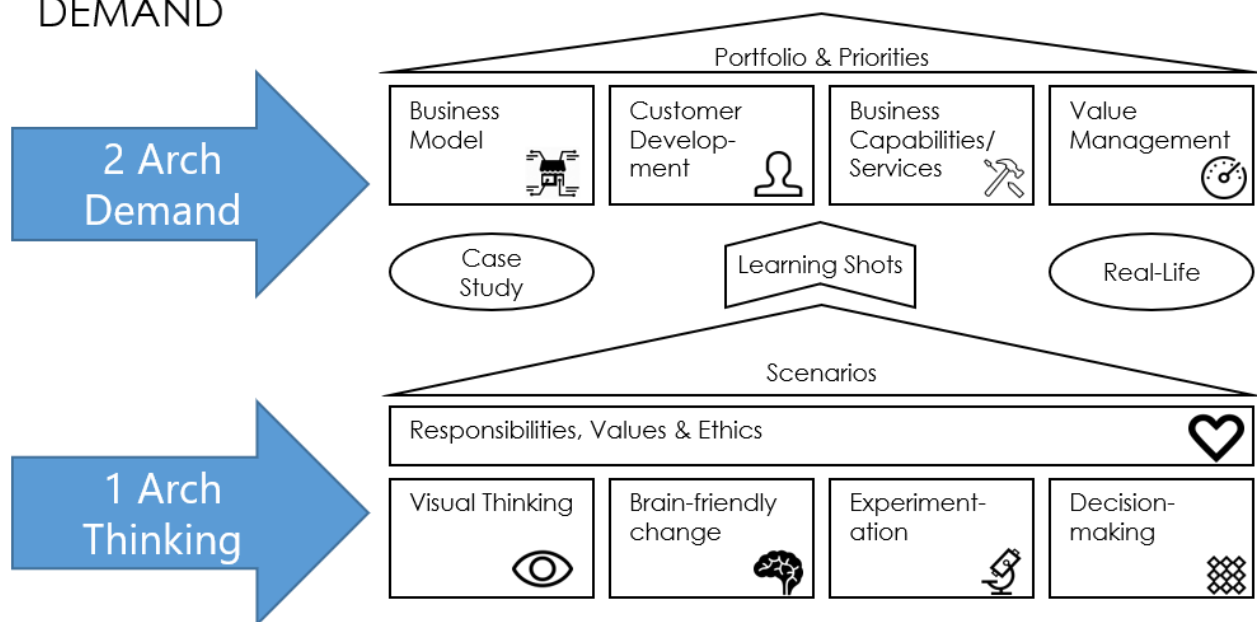 DEMAND
2 Arch
Demand
Portfolio & Priorities
Business
Model
Customer
Develop-
ment
Business
Capabilities/
Services
Value
Management
Case
Study
Learning Shots
Real-Life
1 Arch
Thinking
Scenarios
Responsibilities, Values & Ethics
Visual Thinking
Brain-friendly
change
Experiment-
ation
Decision-
making